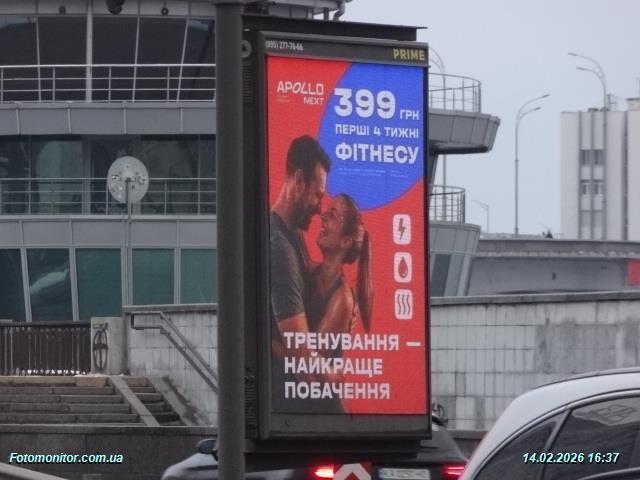 (095) 277-76-66
PRIME
APOLLO
NEXT
399 ГРН
ПЕРШІ 4 ТИЖНІ
ФІТНЕСУ
ТРЕНУВАННЯ —
НАЙКРАЩЕ
ПОБАЧЕННЯ
Fotomonitor.com.ua
14.02.2026 16:37